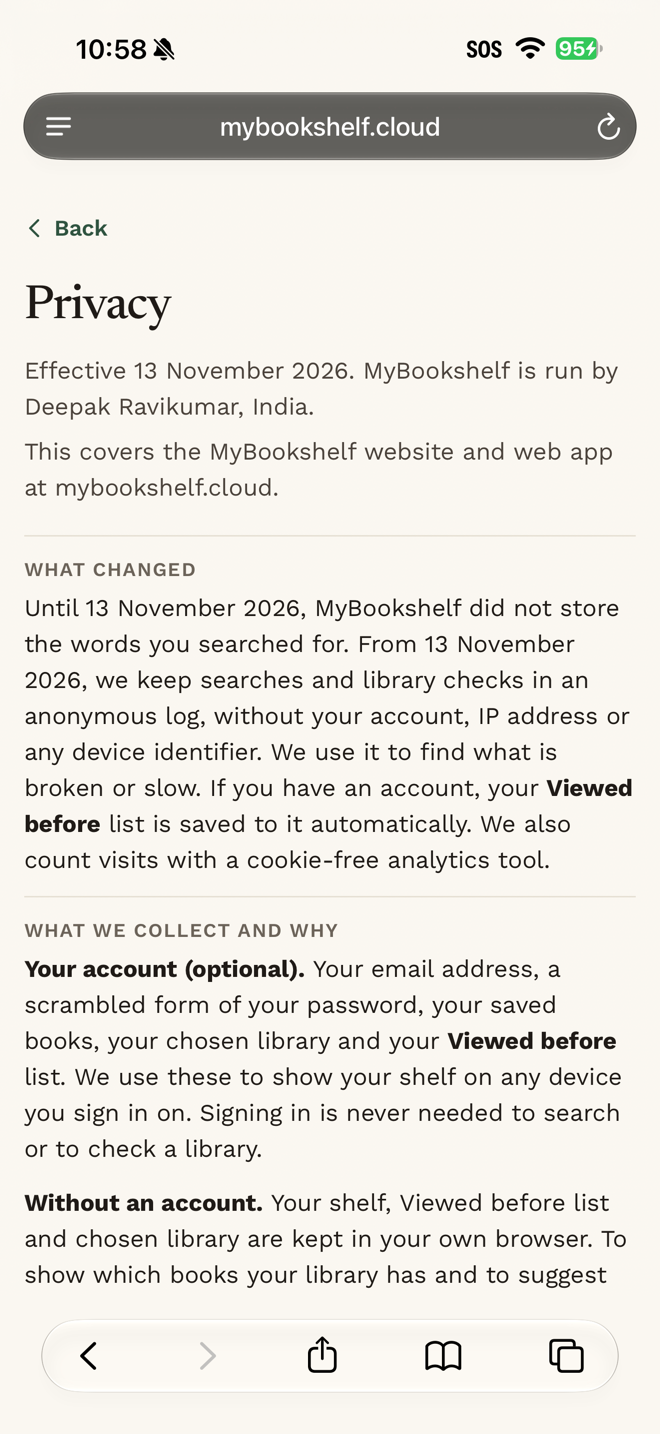 10:58
SOS
95
mybookshelf.cloud
Back
Privacy
Effective 13 November 2026. MyBookshelf is run by
Deepak Ravikumar, India.
This covers the MyBookshelf website and web app
at mybookshelf.cloud.
WHAT CHANGED
Until 13 November 2026, MyBookshelf did not store
the words you searched for. From 13 November
2026, we keep searches and library checks in an
anonymous log, without your account, IP address or
any device identifier. We use it to find what is
broken or slow. If you have an account, your Viewed
before list is saved to it automatically. We also
count visits with a cookie-free analytics tool.
WHAT WE COLLECT AND WHY
Your account (optional). Your email address, a
scrambled form of your password, your saved
books, your chosen library and your Viewed before
list. We use these to show your shelf on any device
you sign in on. Signing in is never needed to search
or to check a library.
Without an account. Your shelf, Viewed before list
and chosen library are kept in your own browser. To
show which books your library has and to suggest